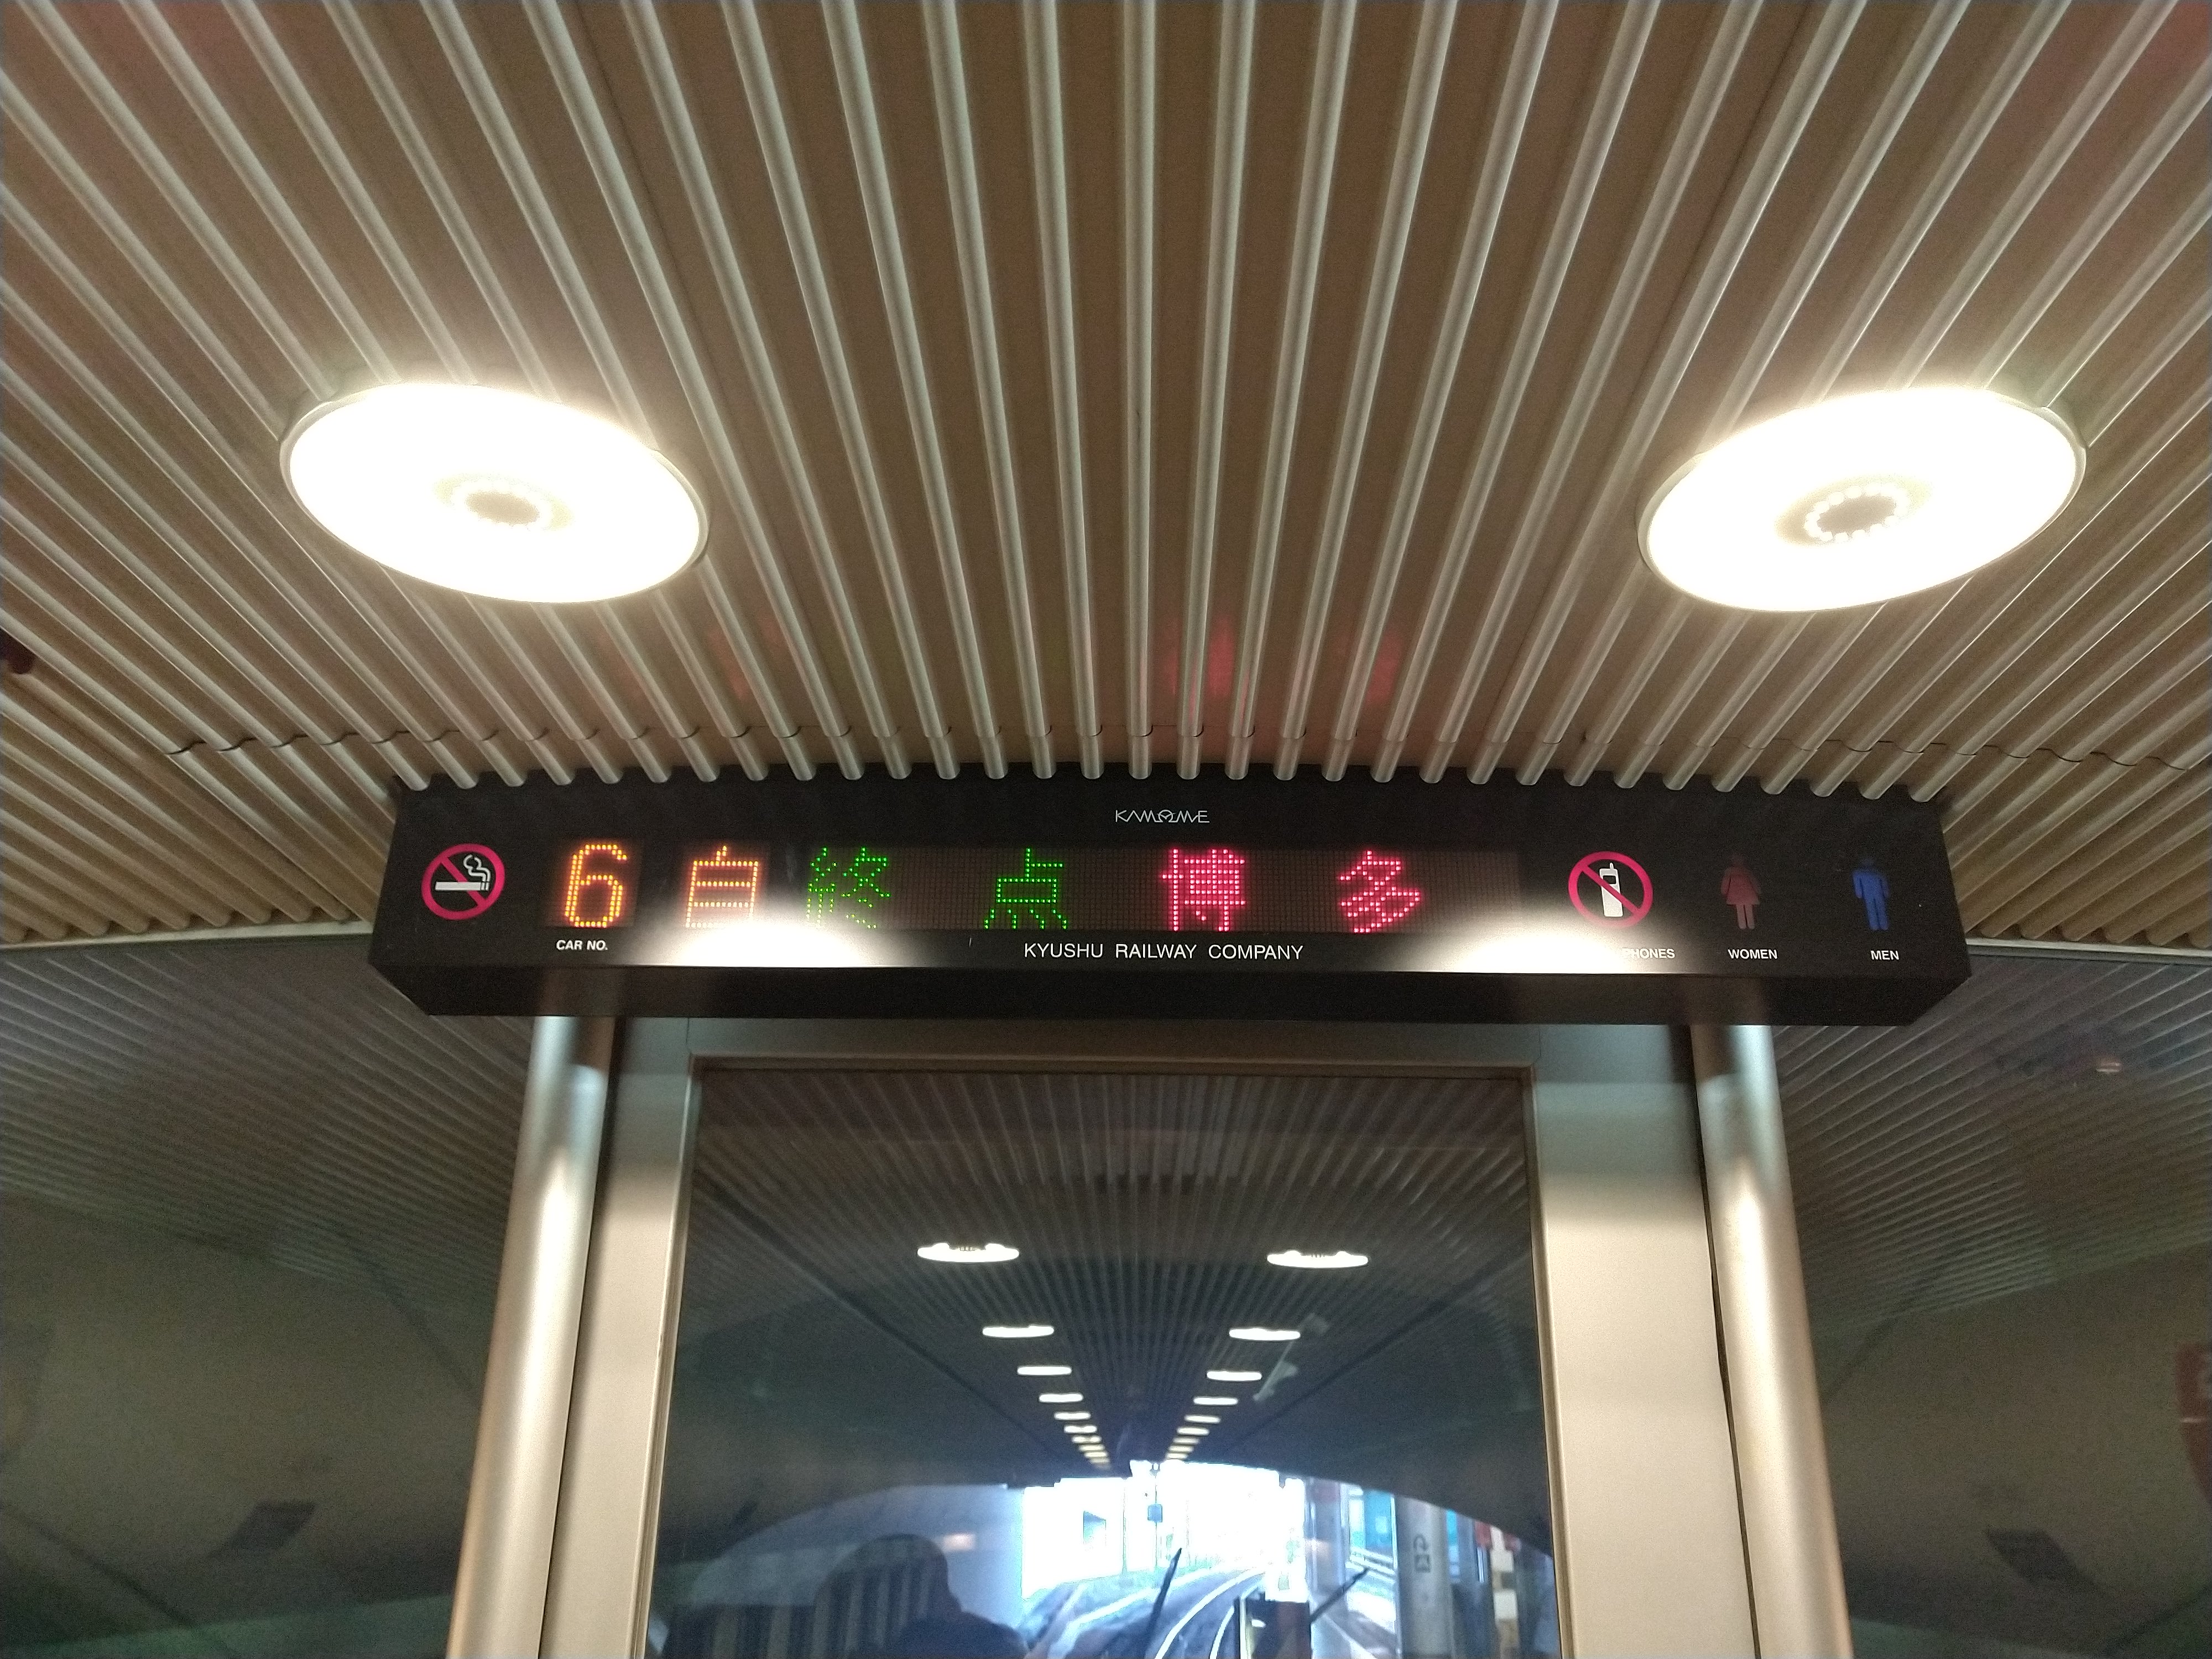 KAMOME
6 自 終点 博多
CAR NO.
KYUSHU RAILWAY COMPANY
PHONES
WOMEN
MEN